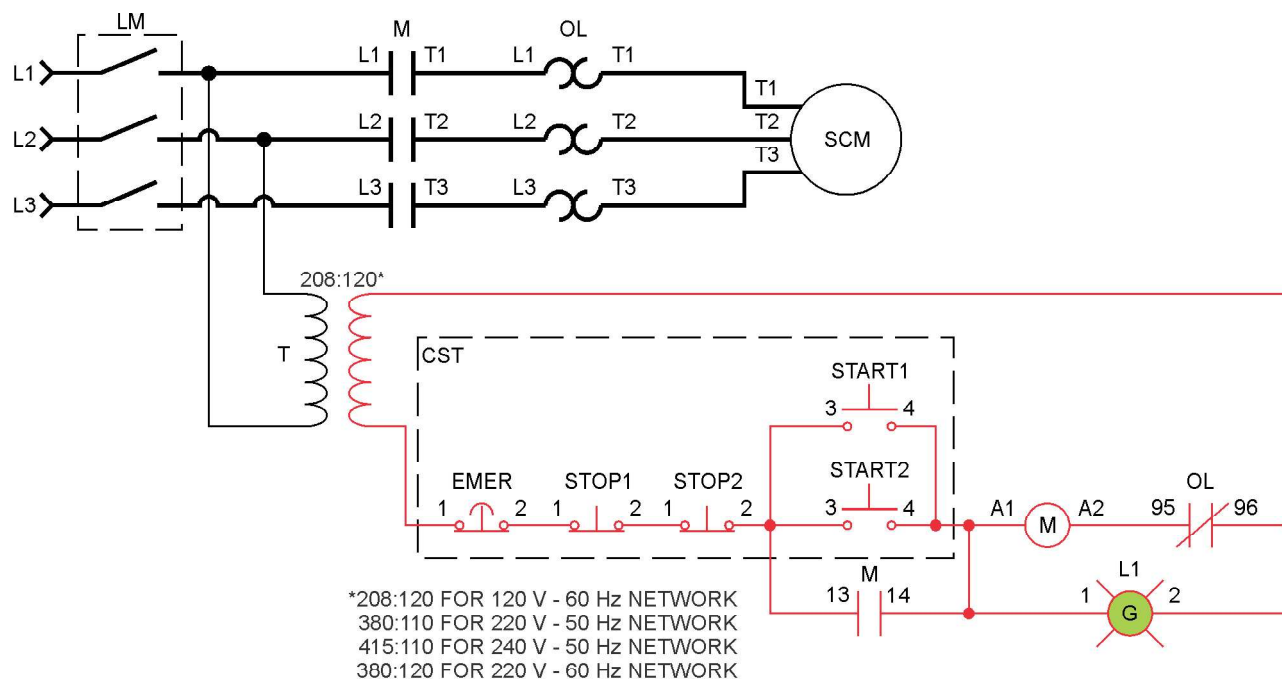 LM
M
OL
L1
L1
T1
L1
T1
T1
L2
L2
T2
L2
T2
T2
SCM
T3
L3
L3
T3
L3
T3
208:120*
T
CST
START1
3
4
EMER
STOP1
STOP2
START2
OL
1
2
1
2
1
2
3
4
A1
M
A2
95
96
M
L1
13
14
1
G
2
*208:120 FOR 120 V - 60 Hz NETWORK
380:110 FOR 220 V - 50 Hz NETWORK
415:110 FOR 240 V - 50 Hz NETWORK
380:120 FOR 220 V - 60 Hz NETWORK